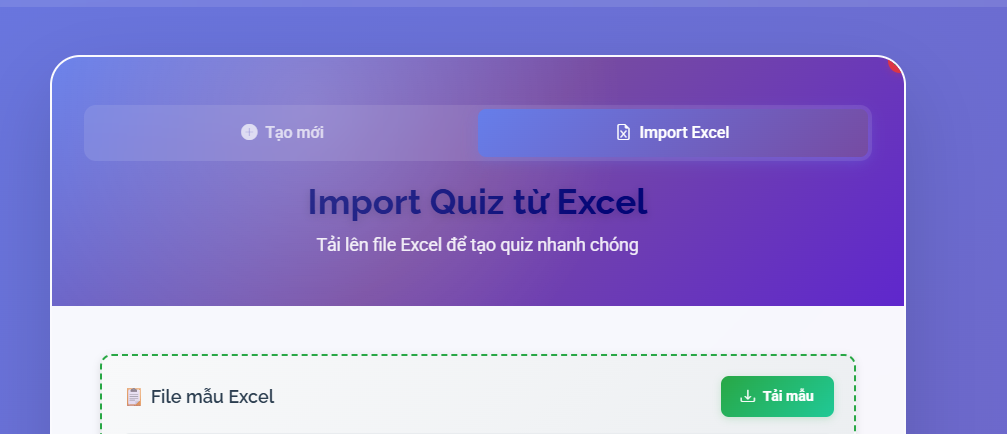 Tạo mới
Import Excel
Import Quiz từ Excel
Tải lên file Excel để tạo quiz nhanh chóng
File mẫu Excel
Tải mẫu